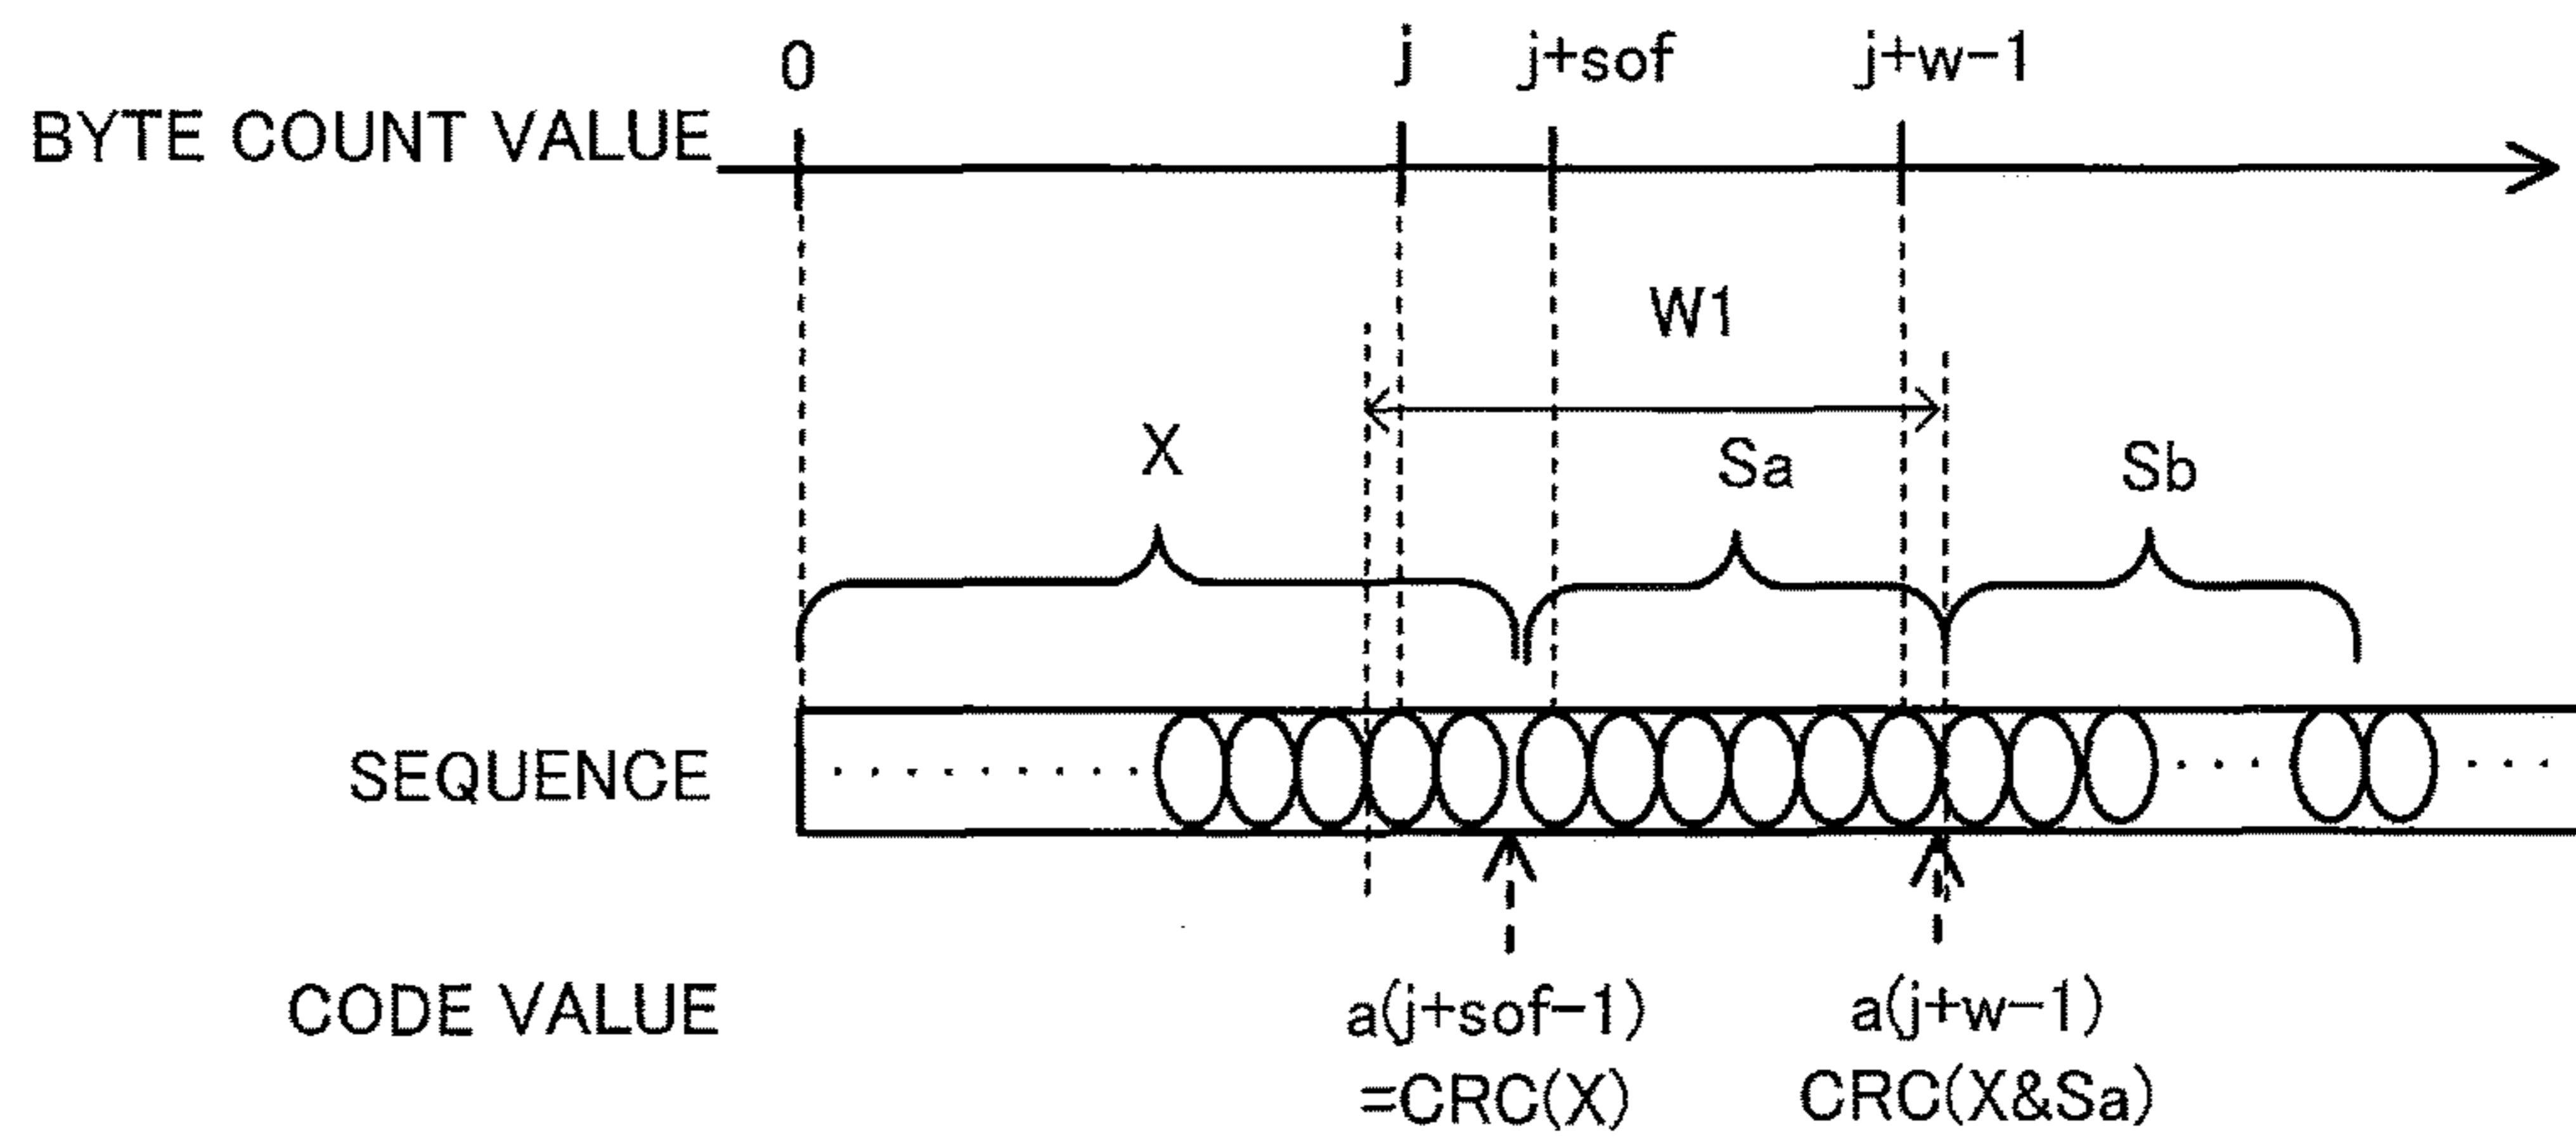 0 j j+sof j+w-1
BYTE COUNT VALUE
W1
X Sa Sb
SEQUENCE
CODE VALUE a(j+sof-1) a(j+w-1)
=CRC(X) CRC(X&Sa)